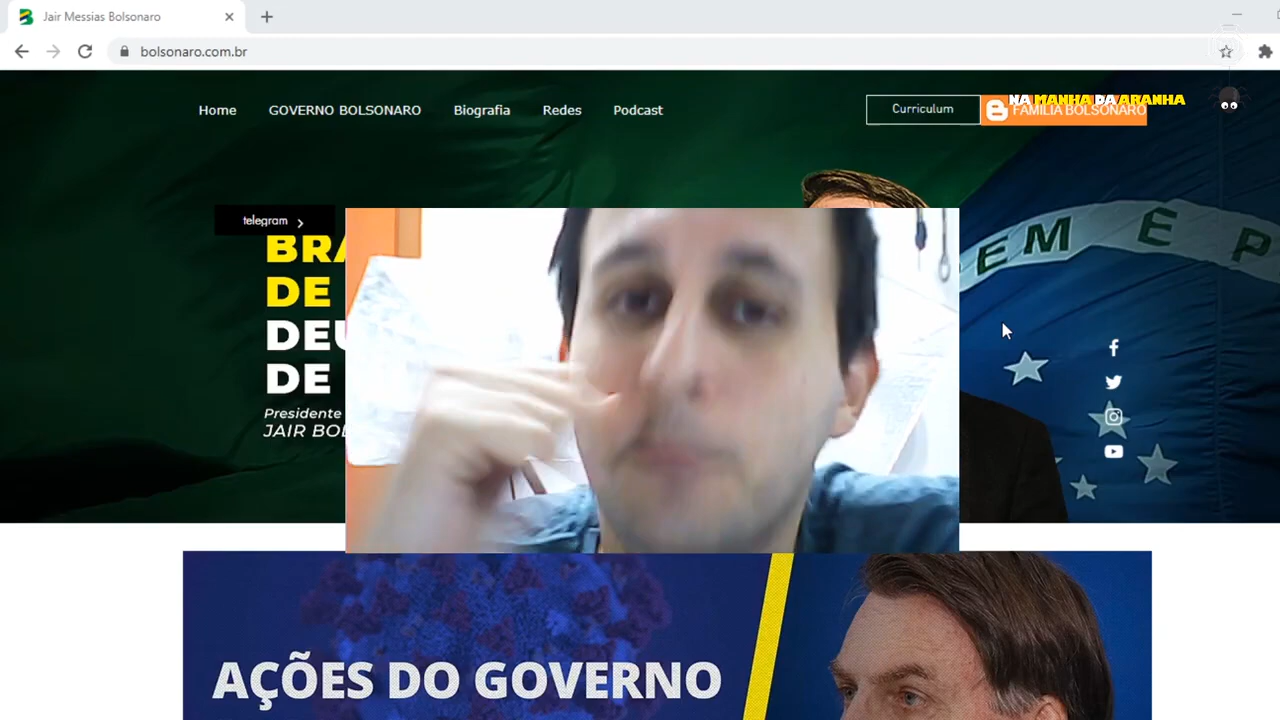 Jair Messias Bolsonaro
bolsonaro.com.br
NA MANHA DA ARANHA
Home GOVERNO BOLSONARO Biografia Redes Podcast Curriculum FAMILIA BOLSONARO
telegram
BRA
DE
DEU
DE
Presidente
JAIR BOL
EM E P
AÇÕES DO GOVERNO